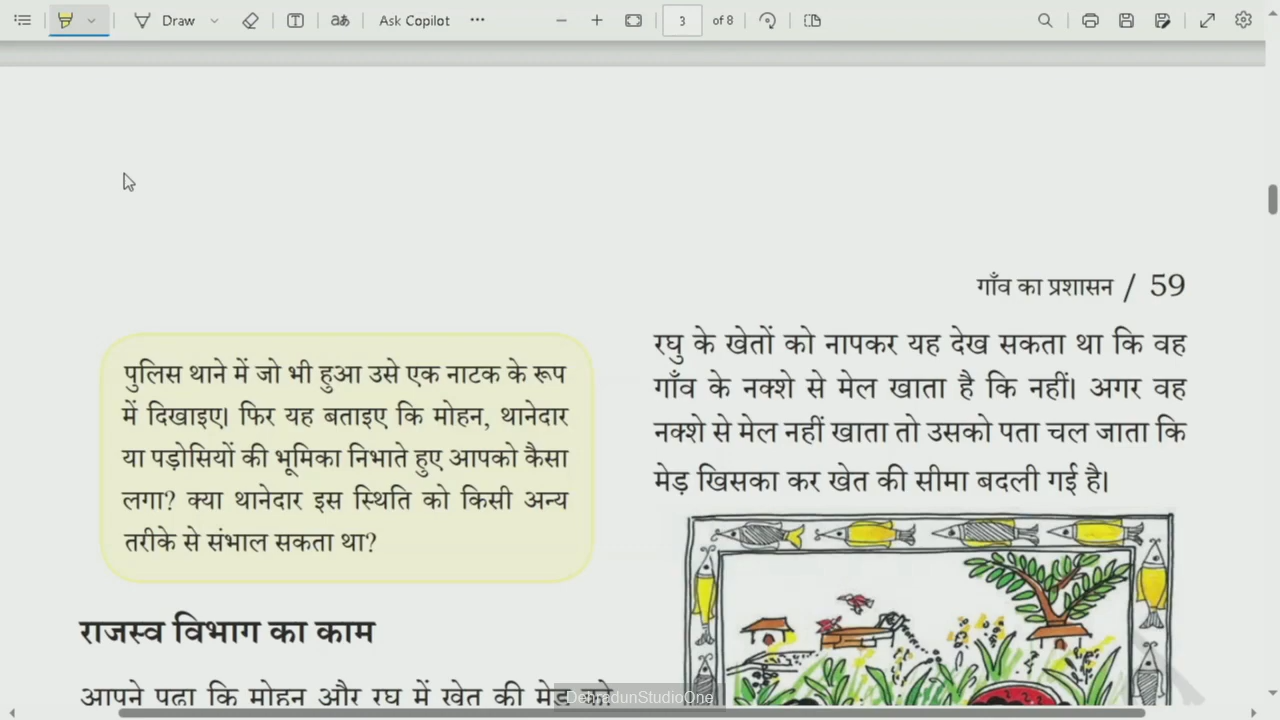 Draw
Ask Copilot
3 of 8
गाँव का प्रशासन / 59
पुलिस थाने में जो भी हुआ उसे एक नाटक के रूप
में दिखाइए। फिर यह बताइए कि मोहन, थानेदार
या पड़ोसियों की भूमिका निभाते हुए आपको कैसा
लगा? क्या थानेदार इस स्थिति को किसी अन्य
तरीके से संभाल सकता था?
राजस्व विभाग का काम
आपने पढ़ा कि मोहन और रघु में खेत की मेड़ को
रघु के खेतों को नापकर यह देख सकता था कि वह
गाँव के नक्शे से मेल खाता है कि नहीं। अगर वह
नक्शे से मेल नहीं खाता तो उसको पता चल जाता कि
मेड़ खिसका कर खेत की सीमा बदली गई है।
DehradunStudioOne